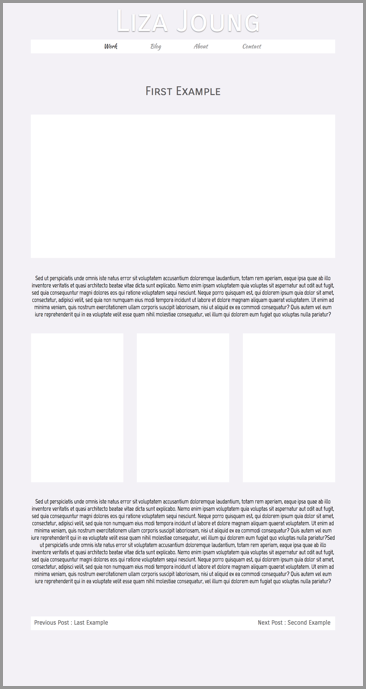 Liza Joung
Work Blog About Contact
First Example
Sed ut perspiciatis unde omnis iste natus error sit voluptatem accusantium doloremque laudantium, totam rem aperiam, eaque ipsa quae ab illo
inventore veritatis et quasi architecto beatae vitae dicta sunt explicabo. Nemo enim ipsam voluptatem quia voluptas sit aspernatur aut odit aut fugit,
sed quia consequuntur magni dolores eos qui ratione voluptatem sequi nesciunt. Neque porro quisquam est, qui dolorem ipsum quia dolor sit amet,
consectetur, adipisci velit, sed quia non numquam eius modi tempora incidunt ut labore et dolore magnam aliquam quaerat voluptatem. Ut enim ad
minima veniam, quis nostrum exercitationem ullam corporis suscipit laboriosam, nisi ut aliquid ex ea commodi consequatur? Quis autem vel eum
iure reprehenderit qui in ea voluptate velit esse quam nihil molestiae consequatur, vel illum qui dolorem eum fugiat quo voluptas nulla pariatur?
Sed ut perspiciatis unde omnis iste natus error sit voluptatem accusantium doloremque laudantium, totam rem aperiam, eaque ipsa quae ab illo
inventore veritatis et quasi architecto beatae vitae dicta sunt explicabo. Nemo enim ipsam voluptatem quia voluptas sit aspernatur aut odit aut fugit,
sed quia consequuntur magni dolores eos qui ratione voluptatem sequi nesciunt. Neque porro quisquam est, qui dolorem ipsum quia dolor sit amet,
consectetur, adipisci velit, sed quia non numquam eius modi tempora incidunt ut labore et dolore magnam aliquam quaerat voluptatem. Ut enim ad
minima veniam, quis nostrum exercitationem ullam corporis suscipit laboriosam, nisi ut aliquid ex ea commodi consequatur? Quis autem vel eum
iure reprehenderit qui in ea voluptate velit esse quam nihil molestiae consequatur, vel illum qui dolorem eum fugiat quo voluptas nulla pariatur?Sed
ut perspiciatis unde omnis iste natus error sit voluptatem accusantium doloremque laudantium, totam rem aperiam, eaque ipsa quae ab illo
inventore veritatis et quasi architecto beatae vitae dicta sunt explicabo. Nemo enim ipsam voluptatem quia voluptas sit aspernatur aut odit aut fugit,
sed quia consequuntur magni dolores eos qui ratione voluptatem sequi nesciunt. Neque porro quisquam est, qui dolorem ipsum quia dolor sit amet,
consectetur, adipisci velit, sed quia non numquam eius modi tempora incidunt ut labore et dolore magnam aliquam quaerat voluptatem. Ut enim ad
minima veniam, quis nostrum exercitationem ullam corporis suscipit laboriosam, nisi ut aliquid ex ea commodi consequatur? Quis autem vel eum
iure reprehenderit qui in ea voluptate velit esse quam nihil molestiae consequatur, vel illum qui dolorem eum fugiat quo voluptas nulla pariatur?
Previous Post : Last Example Next Post : Second Example